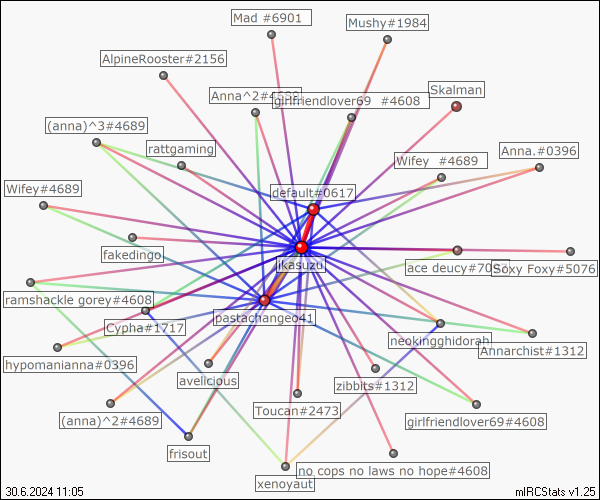 Mad #6901
Mushy#1984
AlpineRooster#2156
Skalman
Anna^2#4689
girlfriendlover69 #4608
(anna)^3#4689
rattgaming
Anna.#0396
Wifey #4689
Wifey#4689
default#0617
fakedingo
jkasuzu
ace deucy#70
Soxy Foxy#5076
ramshackle gorey#4608
pastachangeo41
Cypha#1717
neokingghidorah
Annarchist#1312
hypomanianna#0396
avelicious
zibbits#1312
(anna)^2#4689
Toucan#2473
girlfriendlover69#4608
frisout
no cops no laws no hope#4608
xenoyaut
30.6.2024 11:05
mIRCStats v1.25